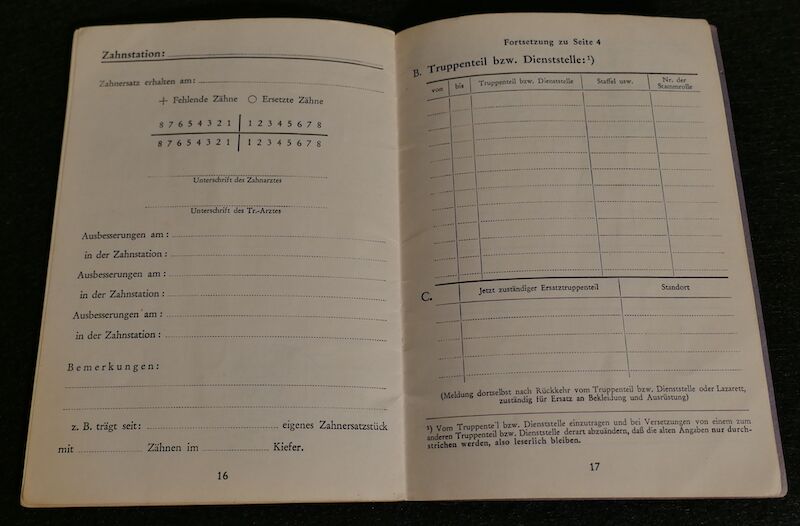 Zahnstation:
Zahnersatz erhalten am:
+ Fehlende Zähne ○ Ersetzte Zähne
8 7 6 5 4 3 2 1 | 1 2 3 4 5 6 7 8
8 7 6 5 4 3 2 1 | 1 2 3 4 5 6 7 8
Unterschrift des Zahnarztes
Unterschrift des Tr.-Arztes
Ausbesserungen am:
in der Zahnstation:
Ausbesserungen am:
in der Zahnstation:
Ausbesserungen am:
in der Zahnstation:
Bemerkungen:
z. B. trägt seit: eigenes Zahnersatzstück
mit Zähnen im Kiefer.
16
Fortsetzung zu Seite 4
B. Truppenteil bzw. Dienststelle:¹)
von bis Truppenteil bzw. Dienststelle Staffel usw. Nr. der
Stammrolle
C. Jetzt zuständiger Ersatztruppenteil Standort
(Meldung dortselbst nach Rückkehr vom Truppenteil bzw. Dienststelle oder Lazarett,
zuständig für Ersatz an Bekleidung und Ausrüstung)
¹) Vom Truppenteil bzw. Dienststelle einzutragen und bei Versetzungen von einem zum
anderen Truppenteil bzw. Dienststelle derart abzuändern, daß die alten Angaben nur durch-
strichen werden, also leserlich bleiben.
17